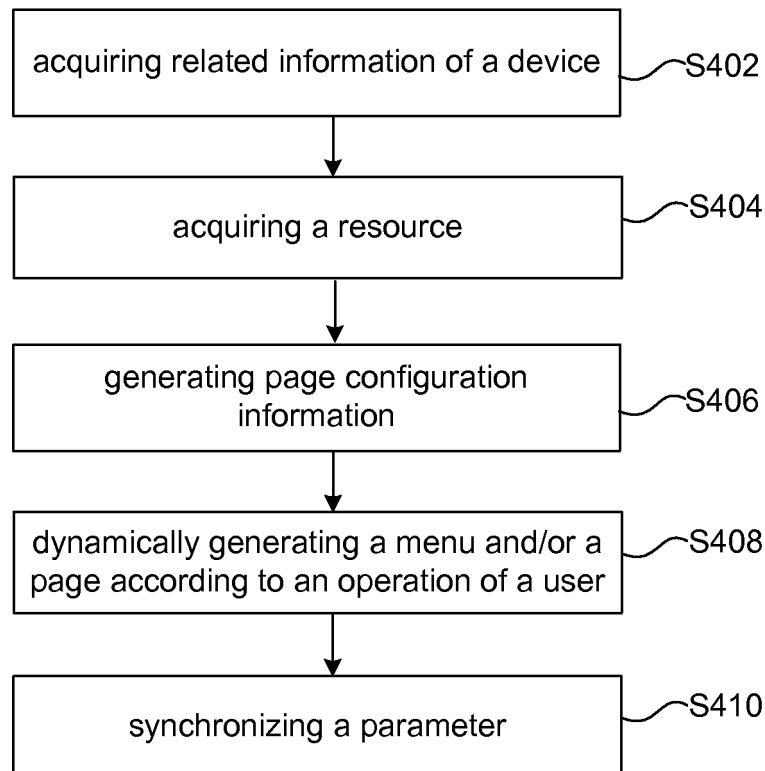 acquiring related information of a device
S402
acquiring a resource
S404
generating page configuration
information
S406
dynamically generating a menu and/or a
page according to an operation of a user
S408
synchronizing a parameter
S410